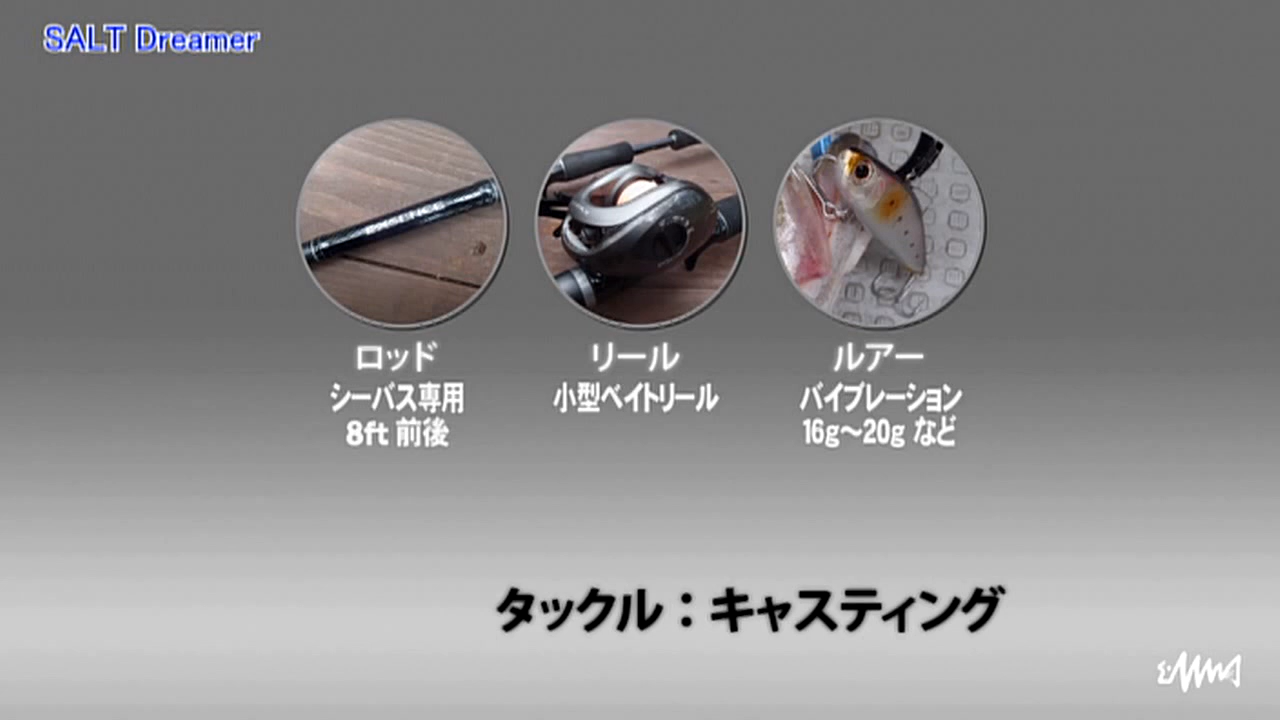 SALT Dreamer
ロッド
シーバス専用
8ft 前後
リール
小型ベイトリール
ルアー
バイブレーション
16g～20g など
タックル：キャスティング